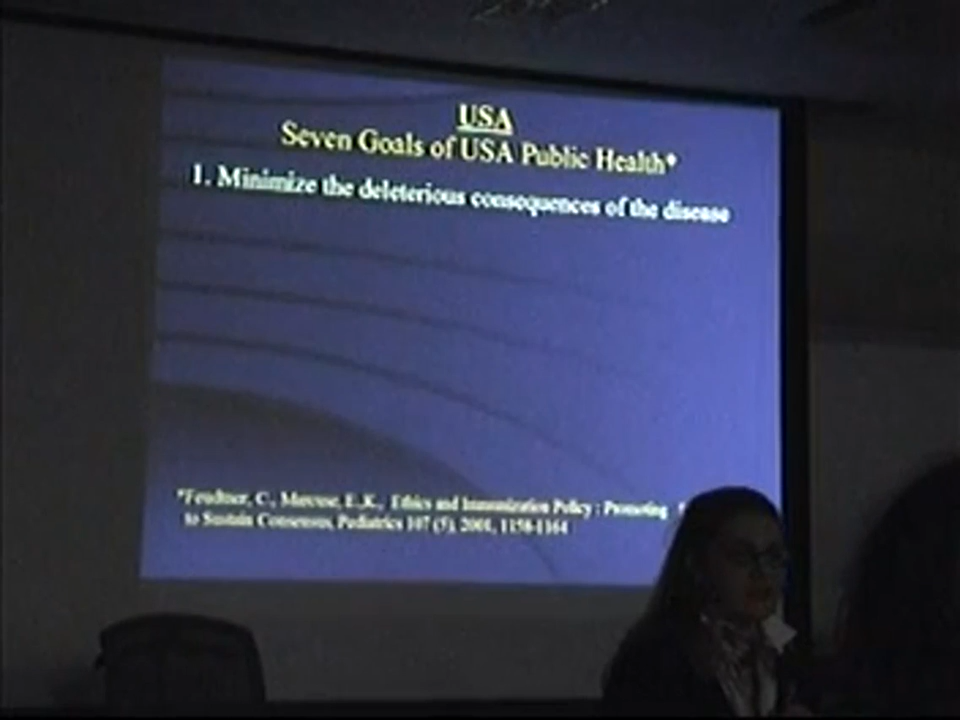 USA
Seven Goals of USA Public Health*
1. Minimize the deleterious consequences of the disease
*Feudtner, C., Marcuse, E.K., Ethics and Immunization Policy : Promoting
to Sustain Consensus, Pediatrics 107 (5), 2001, 1158-1164